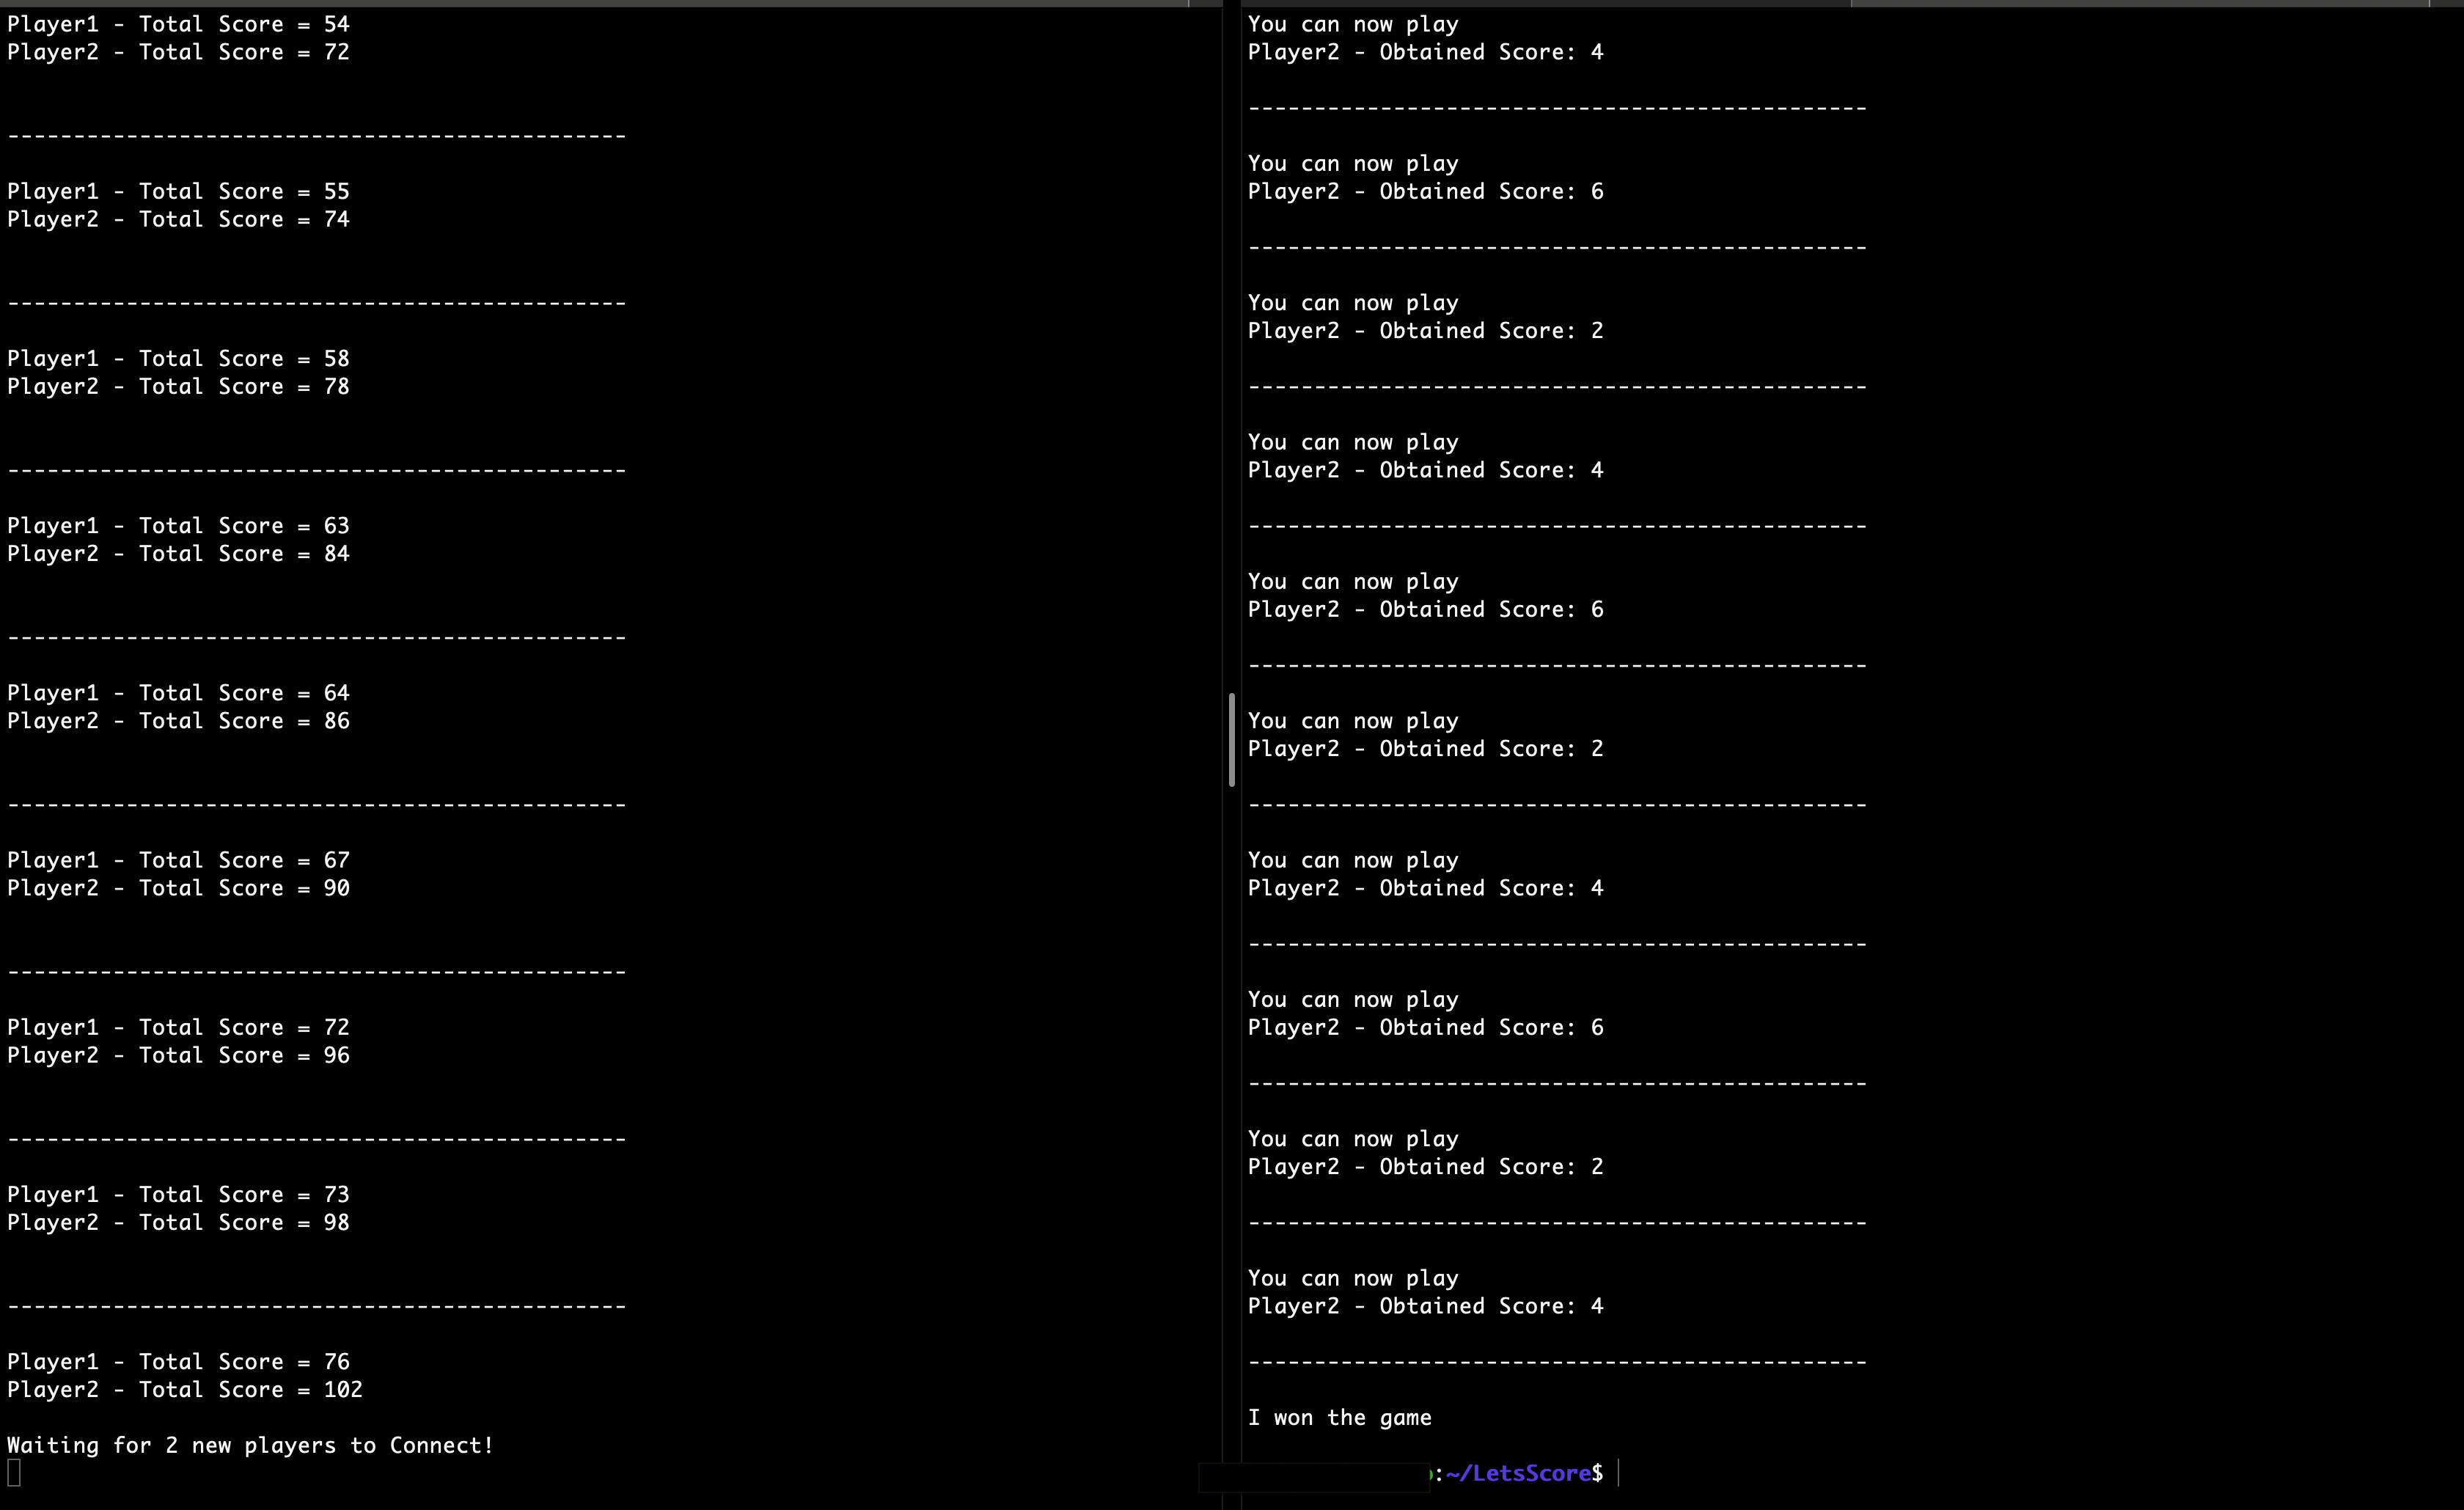 Player1 - Total Score = 54
Player2 - Total Score = 72
-----------------------------------------------
Player1 - Total Score = 55
Player2 - Total Score = 74
-----------------------------------------------
Player1 - Total Score = 58
Player2 - Total Score = 78
-----------------------------------------------
Player1 - Total Score = 63
Player2 - Total Score = 84
-----------------------------------------------
Player1 - Total Score = 64
Player2 - Total Score = 86
-----------------------------------------------
Player1 - Total Score = 67
Player2 - Total Score = 90
-----------------------------------------------
Player1 - Total Score = 72
Player2 - Total Score = 96
-----------------------------------------------
Player1 - Total Score = 73
Player2 - Total Score = 98
-----------------------------------------------
Player1 - Total Score = 76
Player2 - Total Score = 102
Waiting for 2 new players to Connect!
You can now play
Player2 - Obtained Score: 4
-----------------------------------------------
You can now play
Player2 - Obtained Score: 6
-----------------------------------------------
You can now play
Player2 - Obtained Score: 2
-----------------------------------------------
You can now play
Player2 - Obtained Score: 4
-----------------------------------------------
You can now play
Player2 - Obtained Score: 6
-----------------------------------------------
You can now play
Player2 - Obtained Score: 2
-----------------------------------------------
You can now play
Player2 - Obtained Score: 4
-----------------------------------------------
You can now play
Player2 - Obtained Score: 6
-----------------------------------------------
You can now play
Player2 - Obtained Score: 2
-----------------------------------------------
You can now play
Player2 - Obtained Score: 4
-----------------------------------------------
I won the game
:~/LetsScore$